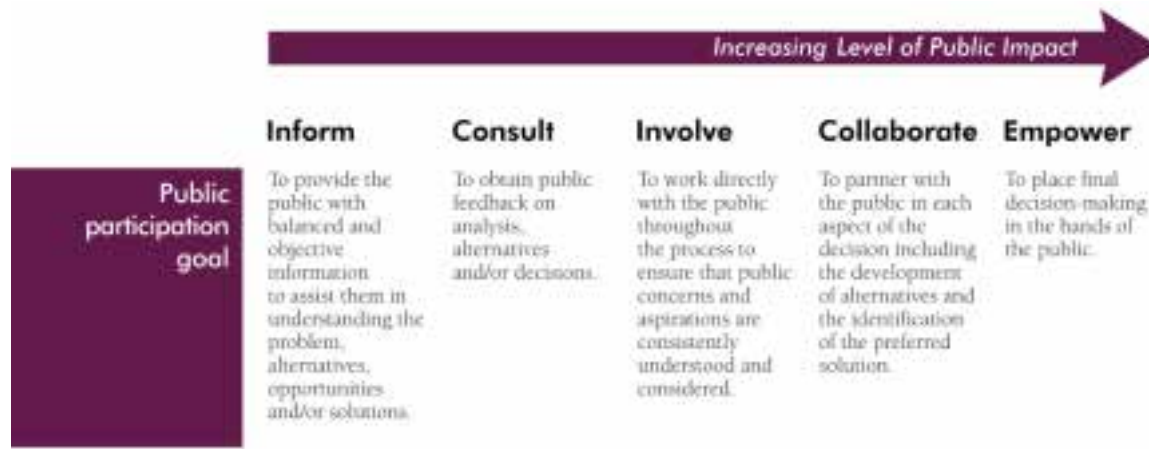 Increasing Level of Public Impact
Inform
Consult
Involve
Collaborate
Empower
Public
participation
goal
To provide the
public with
balanced and
objective
information
to assist them in
understanding the
problem,
alternatives,
opportunities
and/or solutions.
To obtain public
feedback on
analysis,
alternatives
and/or decisions.
To work directly
with the public
throughout
the process to
ensure that public
concerns and
aspirations are
consistently
understood and
considered.
To partner with
the public in each
aspect of the
decision including
the development
of alternatives and
the identification
of the preferred
solution.
To place final
decision-making
in the hands of
the public.